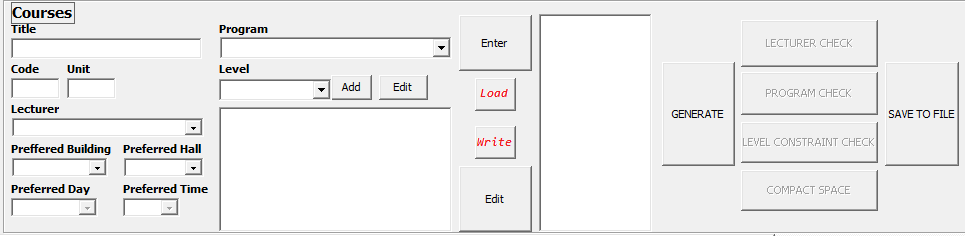 Courses
Title
Program
Code
Unit
Level
Add
Edit
Lecturer
Preffered Building
Preferred Hall
Preferred Day
Preferred Time
Enter
Load
Write
Edit
GENERATE
LECTURER CHECK
PROGRAM CHECK
LEVEL CONSTRAINT CHECK
COMPACT SPACE
SAVE TO FILE